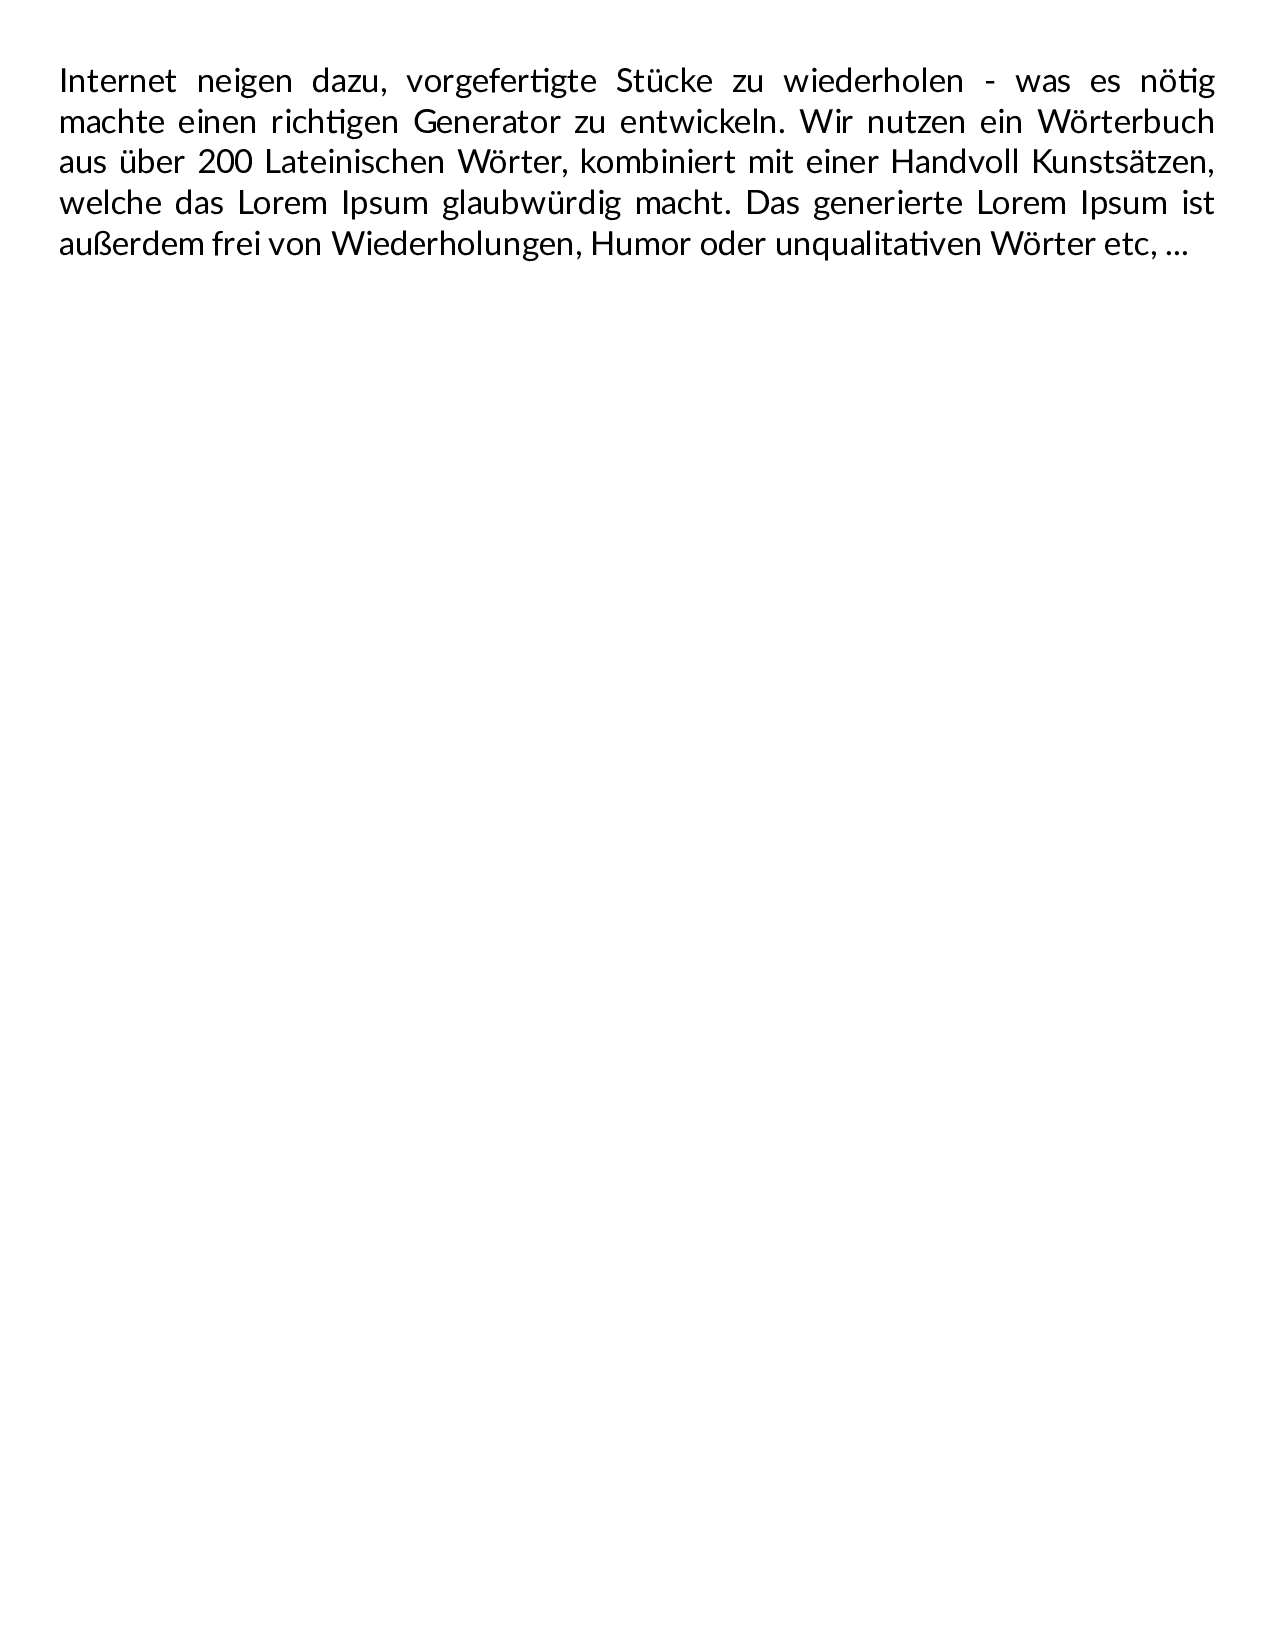 Internet neigen dazu, vorgefertigte Stücke zu wiederholen - was es nötig
machte einen richtigen Generator zu entwickeln. Wir nutzen ein Wörterbuch
aus über 200 Lateinischen Wörter, kombiniert mit einer Handvoll Kunstsätzen,
welche das Lorem Ipsum glaubwürdig macht. Das generierte Lorem Ipsum ist
außerdem frei von Wiederholungen, Humor oder unqualitativen Wörter etc, ...